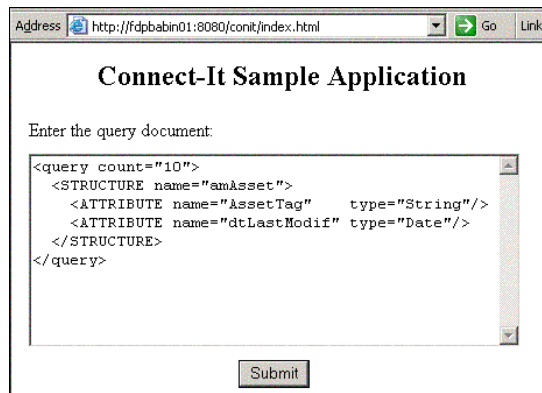 Address http://fdpbabin01:8080/conit/index.html Go Link
Connect-It Sample Application
Enter the query document:
<query count="10">
  <STRUCTURE name="amAsset">
    <ATTRIBUTE name="AssetTag"    type="String"/>
    <ATTRIBUTE name="dtLastModif" type="Date"/>
  </STRUCTURE>
</query>
Submit